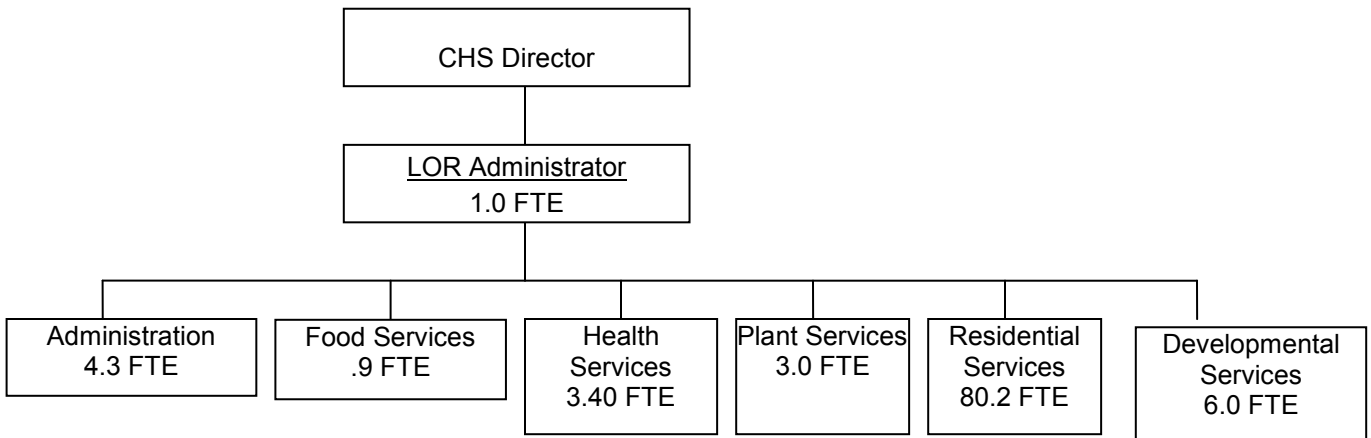 CHS Director
LOR Administrator
1.0 FTE
Administration
4.3 FTE
Food Services
.9 FTE
Health
Services
3.40 FTE
Plant Services
3.0 FTE
Residential
Services
80.2 FTE
Developmental
Services
6.0 FTE